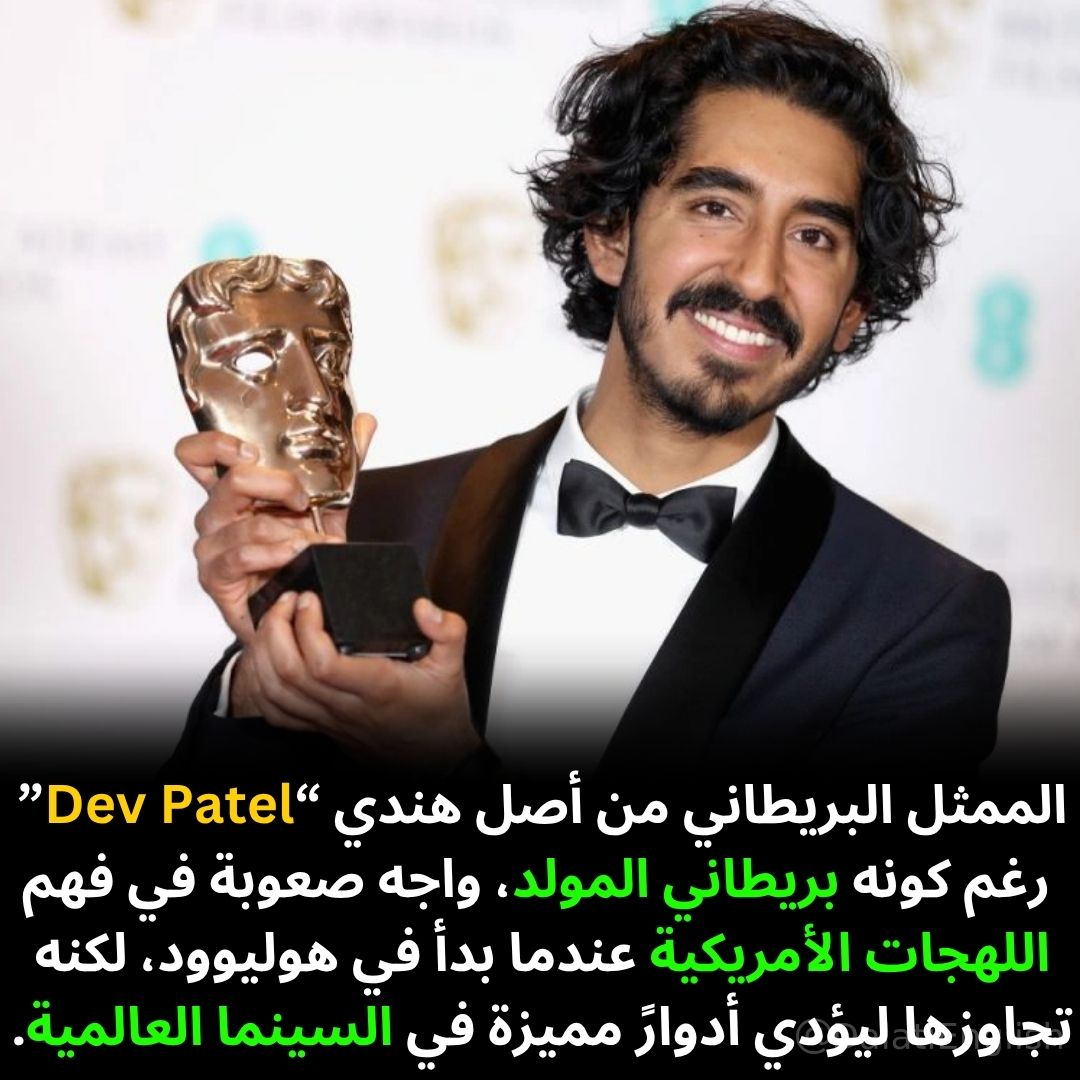 الممثل البريطاني من أصل هندي “Dev Patel”
رغم كونه بريطاني المولد، واجه صعوبة في فهم
اللهجات الأمريكية عندما بدأ في هوليوود، لكنه
تجاوزها ليؤدي أدوارً مميزة في السينما العالمية.